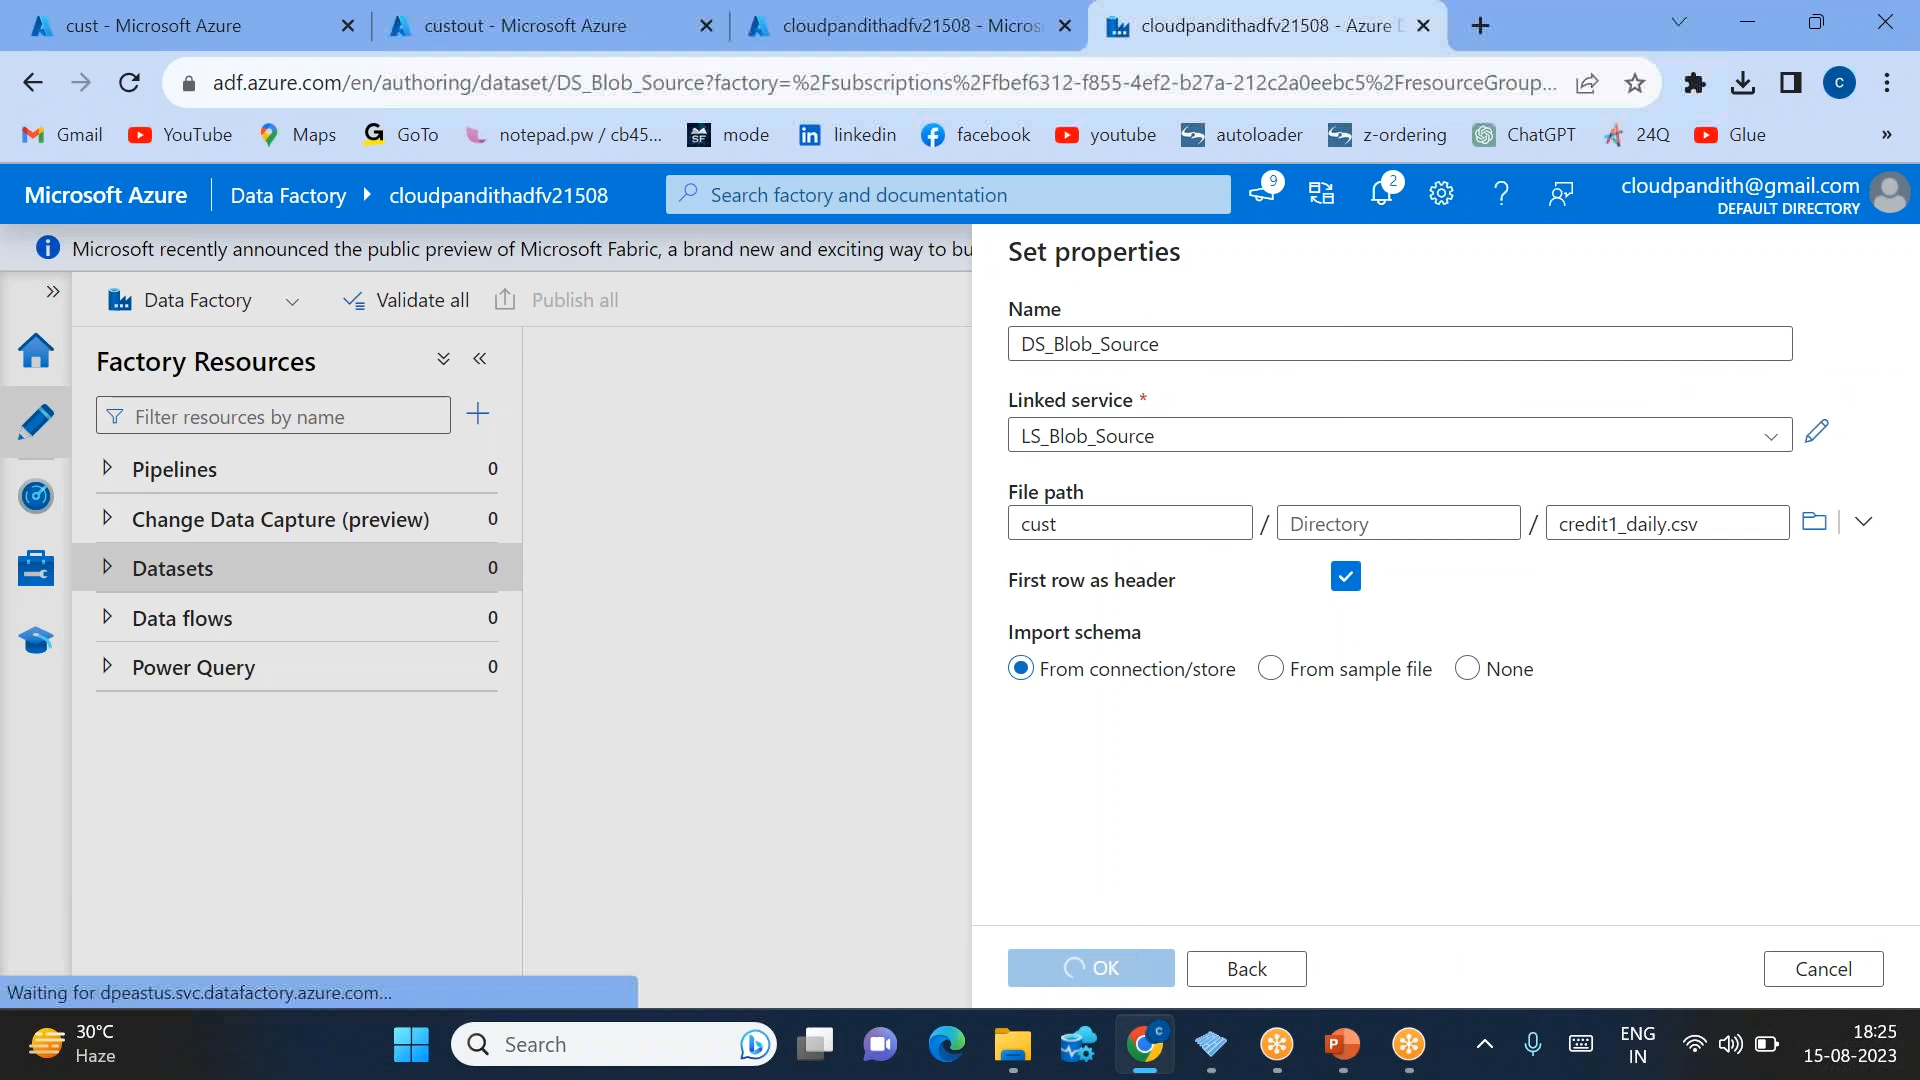 cust - Microsoft Azure
custout - Microsoft Azure
cloudpandithadfv21508 - Micros
cloudpandithadfv21508 - Azure D
adf.azure.com/en/authoring/dataset/DS_Blob_Source?factory=%2Fsubscriptions%2Ffbef6312-f855-4ef2-b27a-212c2a0eebc5%2FresourceGroup...
C
Gmail
YouTube
Maps
GoTo
notepad.pw / cb45...
mode
linkedin
facebook
youtube
autoloader
z-ordering
ChatGPT
24Q
Glue
»
Microsoft Azure
Data Factory
cloudpandithadfv21508
Search factory and documentation
9
2
cloudpandith@gmail.com
DEFAULT DIRECTORY
Microsoft recently announced the public preview of Microsoft Fabric, a brand new and exciting way to bu
Data Factory
Validate all
Publish all
Factory Resources
Filter resources by name
Pipelines 0
Change Data Capture (preview) 0
Datasets 0
Data flows 0
Power Query 0
Set properties
Name
DS_Blob_Source
Linked service *
LS_Blob_Source
File path
cust / Directory / credit1_daily.csv
First row as header
Import schema
From connection/store
From sample file
None
OK
Back
Cancel
Waiting for dpeastus.svc.datafactory.azure.com...
30°C
Haze
Search
ENG
IN
18:25
15-08-2023